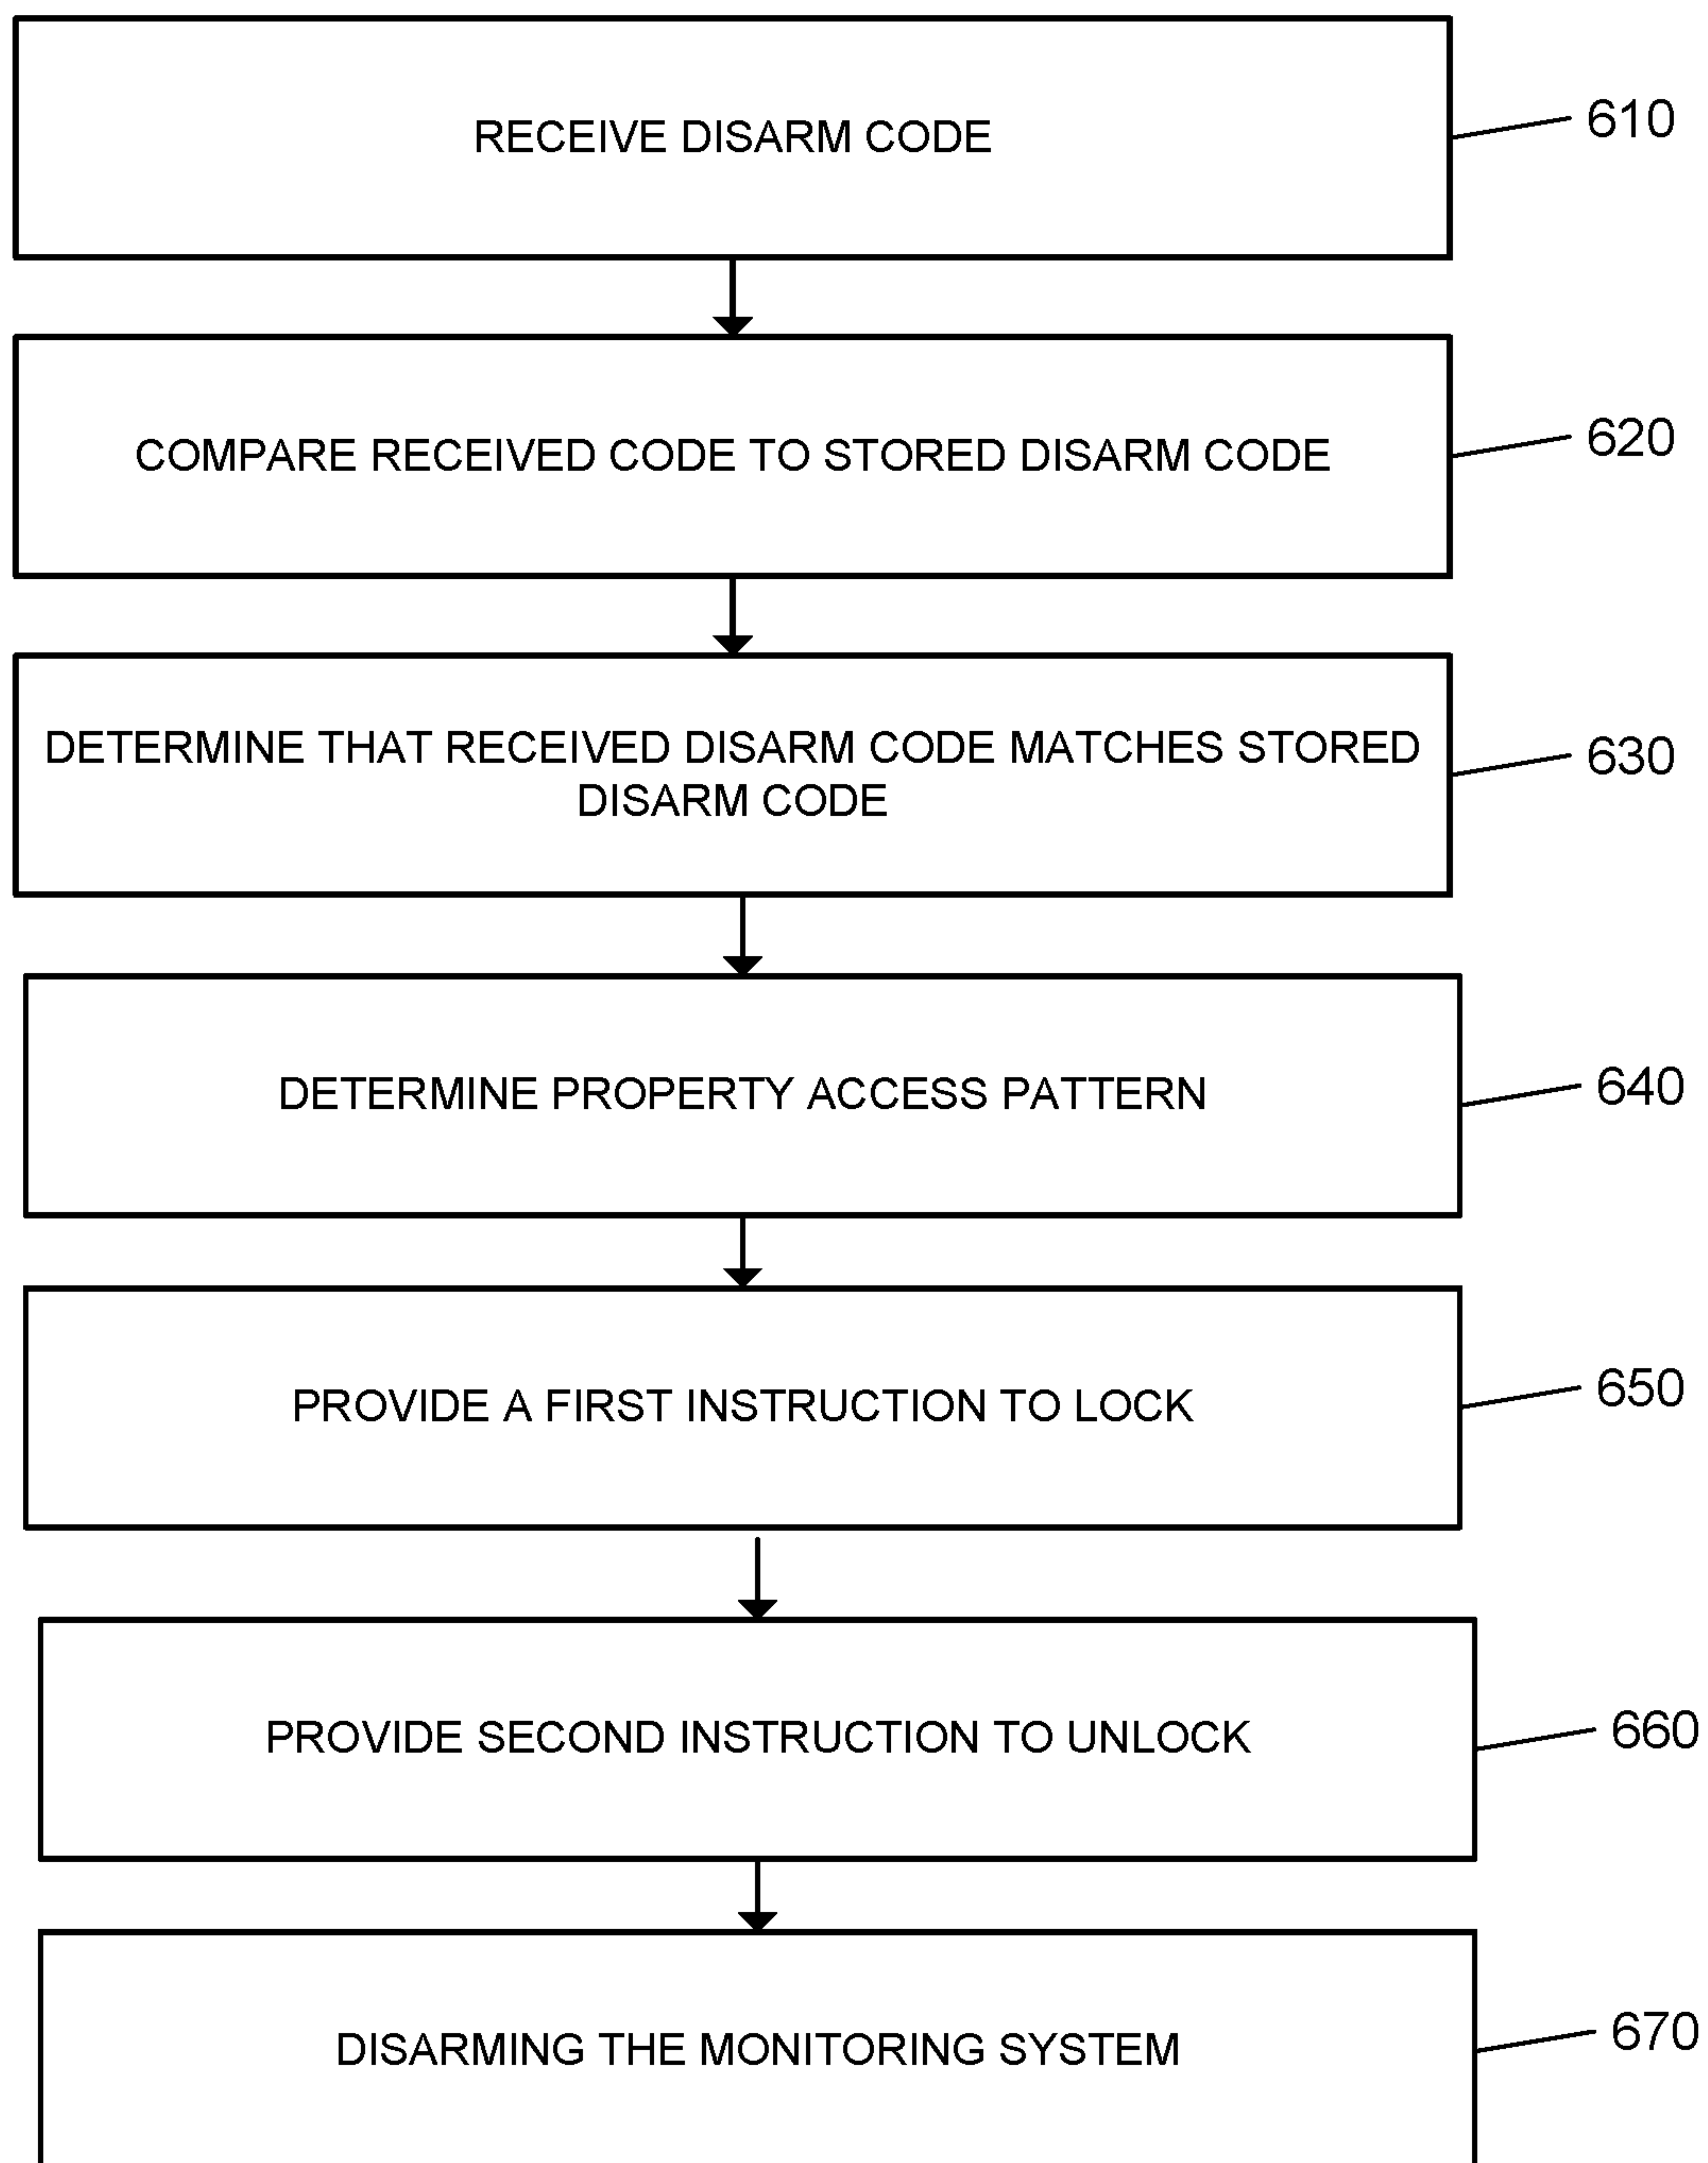 RECEIVE DISARM CODE
610
COMPARE RECEIVED CODE TO STORED DISARM CODE
620
DETERMINE THAT RECEIVED DISARM CODE MATCHES STORED
DISARM CODE
630
DETERMINE PROPERTY ACCESS PATTERN
640
PROVIDE A FIRST INSTRUCTION TO LOCK
650
PROVIDE SECOND INSTRUCTION TO UNLOCK
660
DISARMING THE MONITORING SYSTEM
670